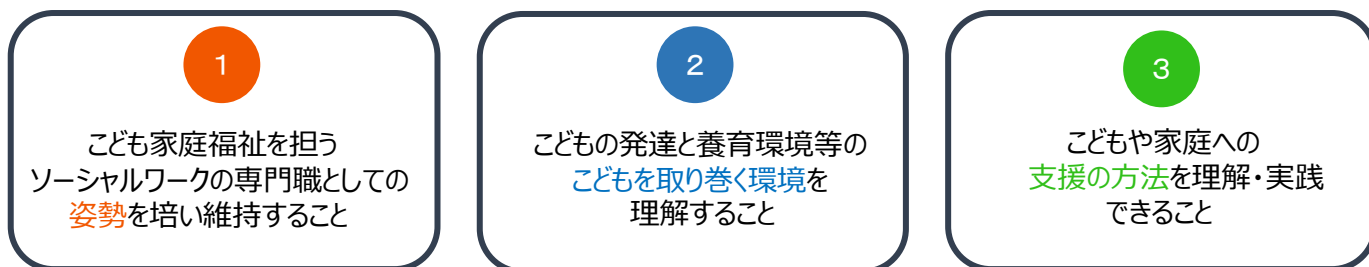 1
こども家庭福祉を担う
ソーシャルワークの専門職としての
姿勢を培い維持すること
2
こどもの発達と養育環境等の
こどもを取り巻く環境を
理解すること
3
こどもや家庭への
支援の方法を理解・実践
できること